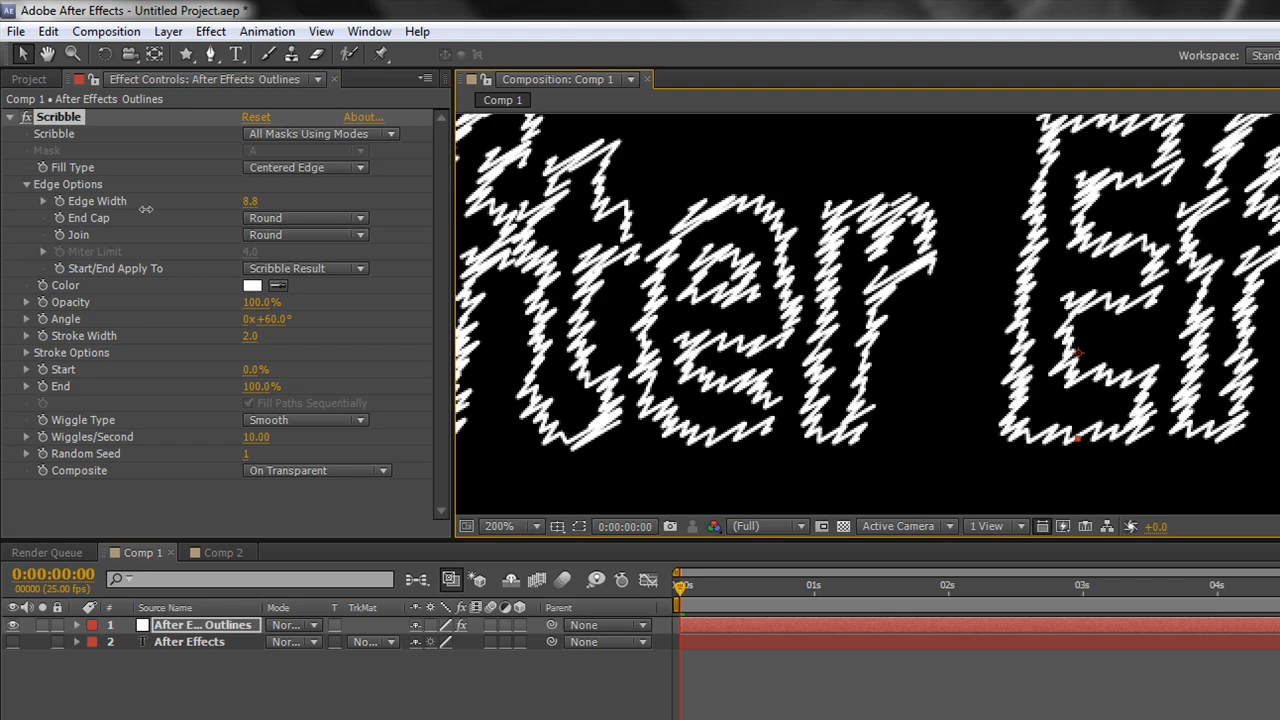 Adobe After Effects - Untitled Project.aep *
File Edit Composition Layer Effect Animation View Window Help
Workspace: Stand
Project Effect Controls: After Effects Outlines
Composition: Comp 1
Comp 1 • After Effects Outlines
Comp 1
fx Scribble Reset About...
Scribble All Masks Using Modes
Mask A
Fill Type Centered Edge
Edge Options
Edge Width 8.8
End Cap Round
Join Round
Miter Limit 4.0
Start/End Apply To Scribble Result
Color
Opacity 100.0%
Angle 0x+60.0°
Stroke Width 2.0
Stroke Options
Start 0.0%
End 100.0%
Fill Paths Sequentially
Wiggle Type Smooth
Wiggles/Second 10.00
Random Seed 1
Composite On Transparent
fter Ef
200% 0:00:00:00 (Full) Active Camera 1 View +0.0
Render Queue Comp 1 Comp 2
0:00:00:00
00000 (25.00 fps)
01s 02s 03s 04s
# Source Name Mode T TrkMat Parent
1 After E... Outlines Nor... None
2 T After Effects Nor... No... None